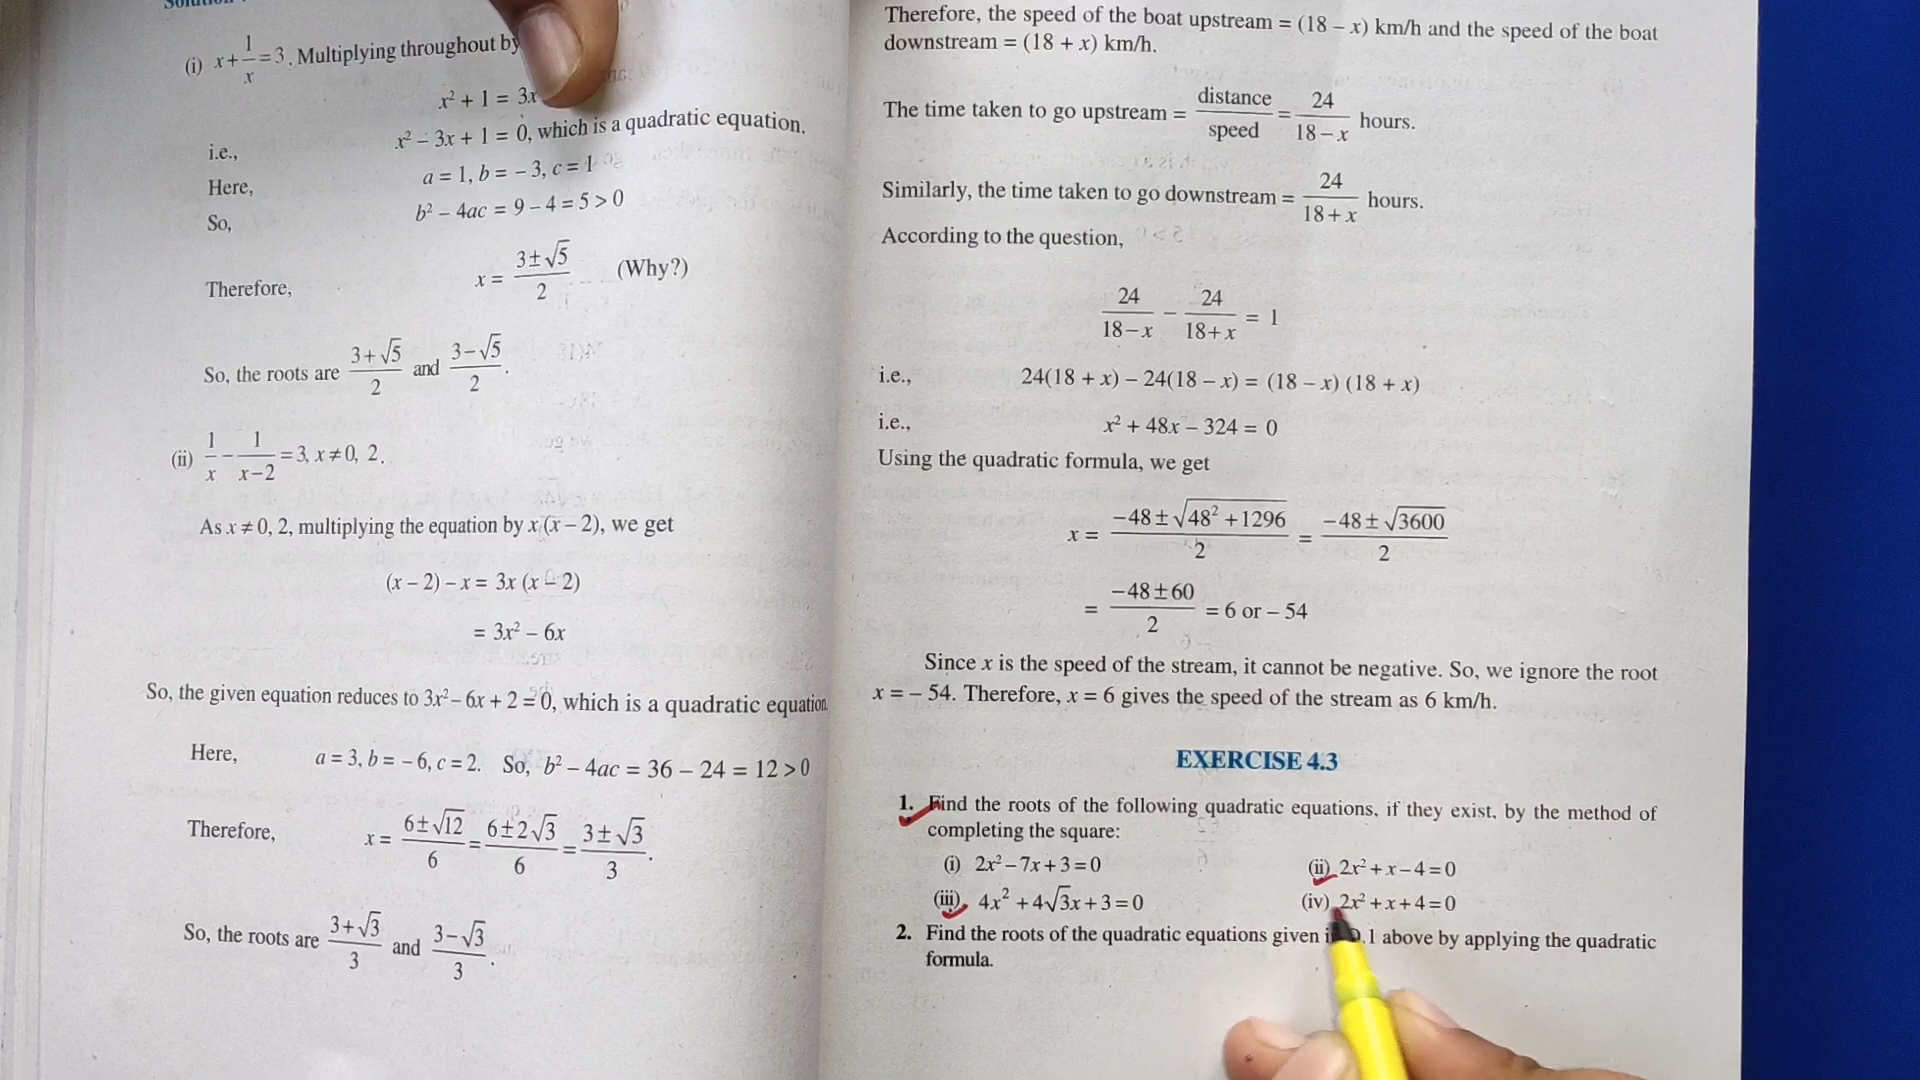 (i) x + 1/x = 3. Multiplying throughout by
x² + 1 = 3x
i.e., x² – 3x + 1 = 0, which is a quadratic equation.
Here, a = 1, b = – 3, c = 1
So, b² – 4ac = 9 – 4 = 5 > 0
Therefore, x = (3 ± √5)/2 (Why?)
So, the roots are (3 + √5)/2 and (3 – √5)/2.
(ii) 1/x – 1/(x – 2) = 3, x ≠ 0, 2.
As x ≠ 0, 2, multiplying the equation by x (x – 2), we get
(x – 2) – x = 3x (x – 2)
= 3x² – 6x
So, the given equation reduces to 3x² – 6x + 2 = 0, which is a quadratic equation.
Here, a = 3, b = – 6, c = 2. So, b² – 4ac = 36 – 24 = 12 > 0
Therefore, x = (6 ± √12)/6 = (6 ± 2√3)/6 = (3 ± √3)/3.
So, the roots are (3 + √3)/3 and (3 – √3)/3.
Therefore, the speed of the boat upstream = (18 – x) km/h and the speed of the boat
downstream = (18 + x) km/h.
The time taken to go upstream = distance/speed = 24/(18 – x) hours.
Similarly, the time taken to go downstream = 24/(18 + x) hours.
According to the question,
24/(18 – x) – 24/(18 + x) = 1
i.e., 24(18 + x) – 24(18 – x) = (18 – x) (18 + x)
i.e., x² + 48x – 324 = 0
Using the quadratic formula, we get
x = (–48 ± √(48² + 1296))/2 = (–48 ± √3600)/2
= (–48 ± 60)/2 = 6 or – 54
Since x is the speed of the stream, it cannot be negative. So, we ignore the root
x = – 54. Therefore, x = 6 gives the speed of the stream as 6 km/h.
EXERCISE 4.3
1. Find the roots of the following quadratic equations, if they exist, by the method of
completing the square:
(i) 2x² – 7x + 3 = 0 (ii) 2x² + x – 4 = 0
(iii) 4x² + 4√3x + 3 = 0 (iv) 2x² + x + 4 = 0
2. Find the roots of the quadratic equations given .1 above by applying the quadratic
formula.